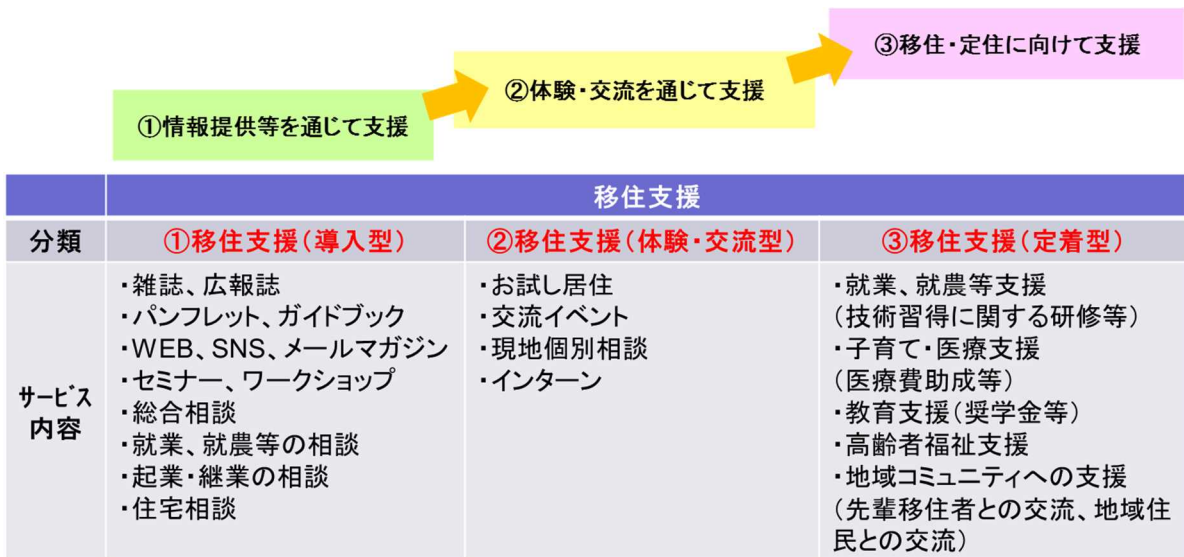 ③移住・定住に向けて支援
②体験・交流を通じて支援
①情報提供等を通じて支援
移住支援
分類
①移住支援（導入型）
②移住支援（体験・交流型）
③移住支援（定着型）
サービス
内容
・雑誌、広報誌
・パンフレット、ガイドブック
・WEB、SNS、メールマガジン
・セミナー、ワークショップ
・総合相談
・就業、就農等の相談
・起業・継業の相談
・住宅相談
・お試し居住
・交流イベント
・現地個別相談
・インターン
・就業、就農等支援
（技術習得に関する研修等）
・子育て・医療支援
（医療費助成等）
・教育支援（奨学金等）
・高齢者福祉支援
・地域コミュニティへの支援
（先輩移住者との交流、地域住
民との交流）